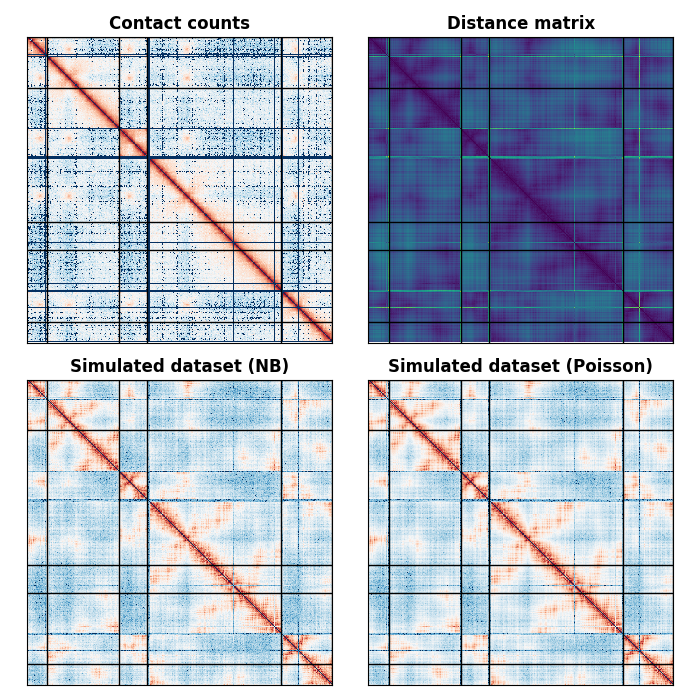 Contact counts
Distance matrix
Simulated dataset (NB)
Simulated dataset (Poisson)